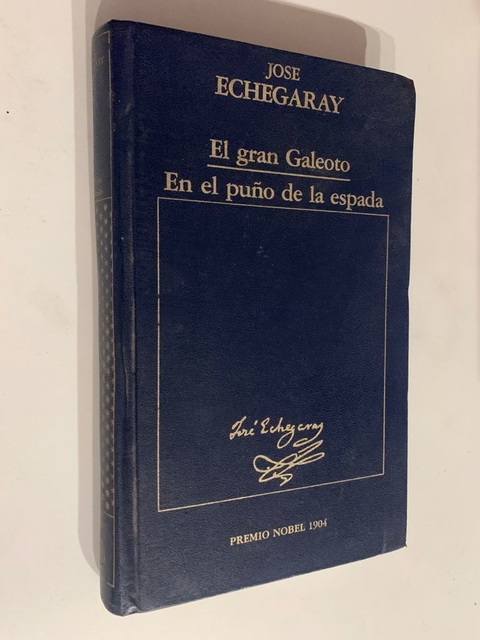 JOSE
ECHEGARAY
El gran Galeoto
En el puño de la espada
José Echegaray
PREMIO NOBEL 1904